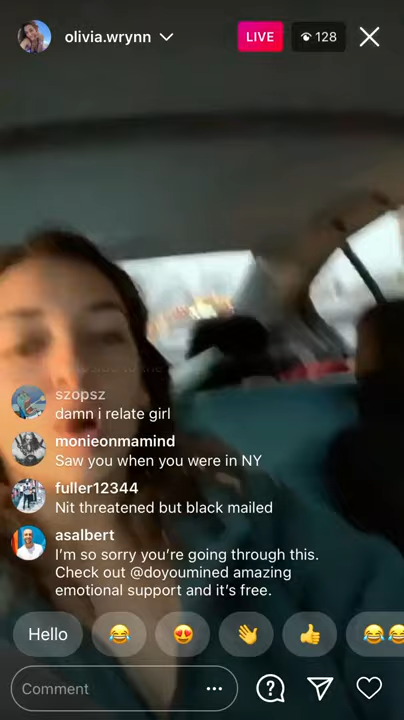 olivia.wrynn
LIVE
128
szopsz
damn i relate girl
monieonmamind
Saw you when you were in NY
fuller12344
Nit threatened but black mailed
asalbert
I'm so sorry you're going through this.
Check out @doyoumined amazing
emotional support and it's free.
Hello
Comment